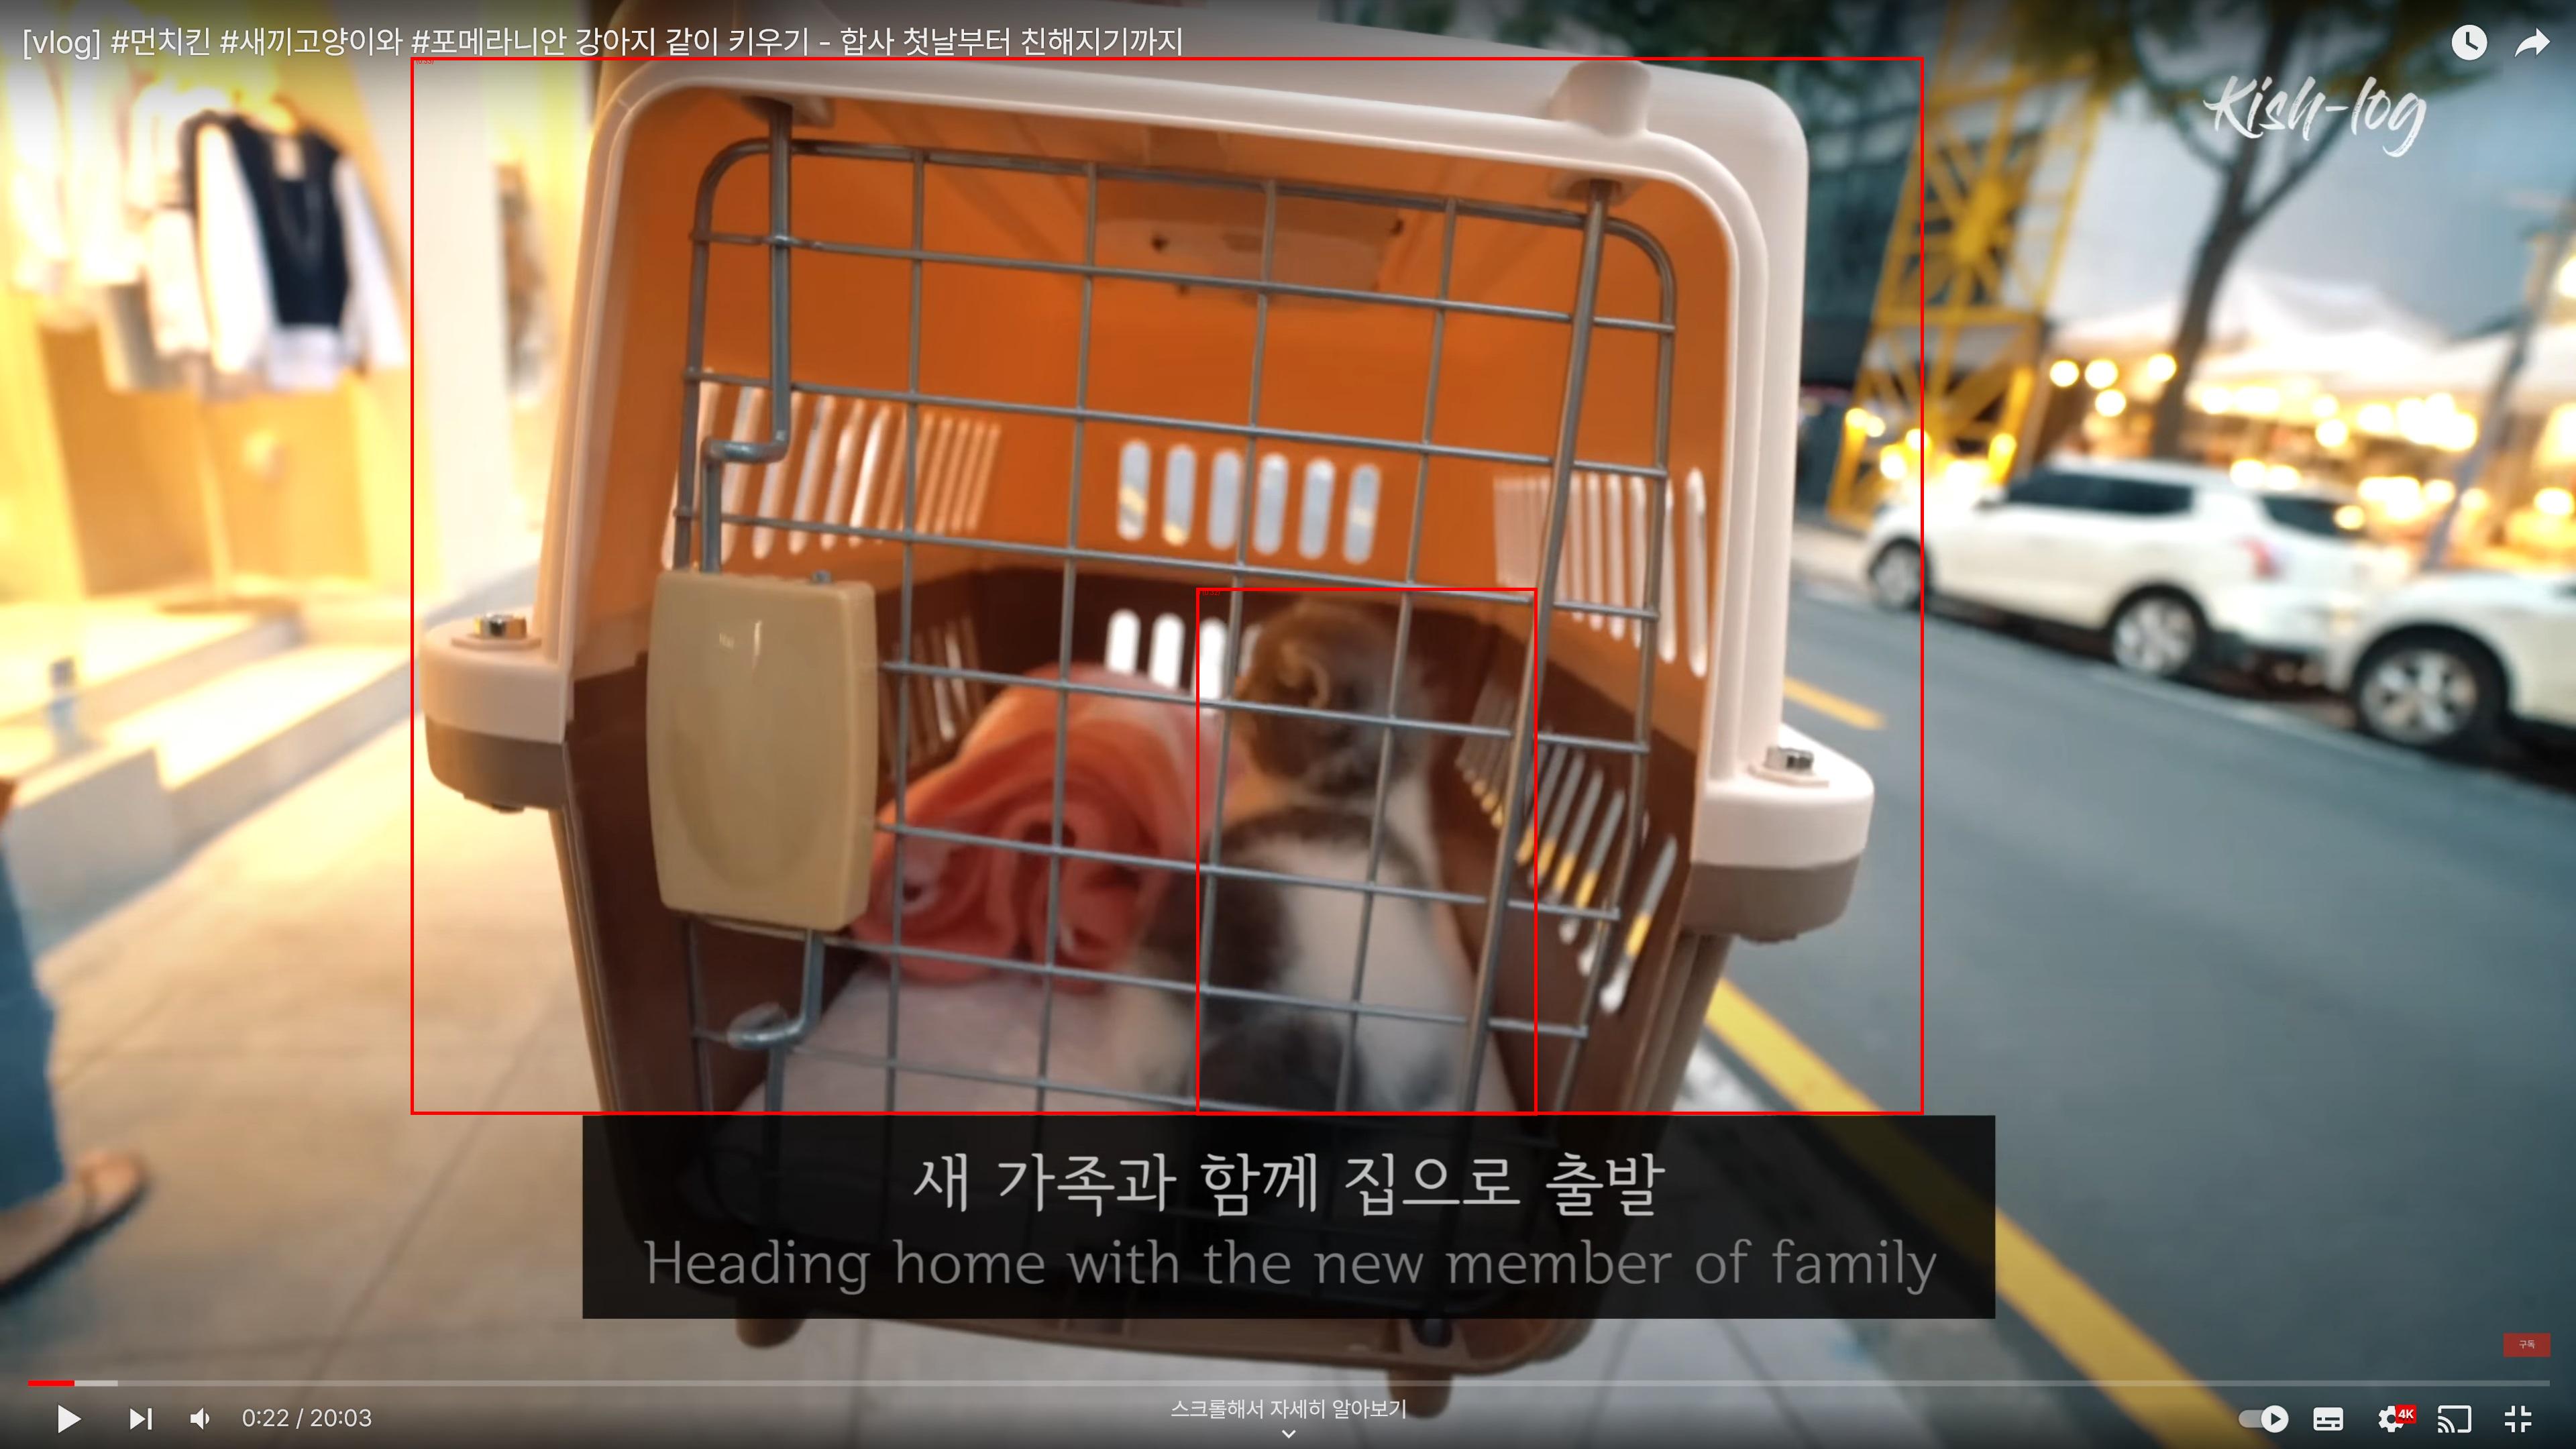 [vlog] #먼치킨 #새끼고양이와 #포메라니안 강아지 같이 키우기 - 합사 첫날부터 친해지기까지
Kish-log
새 가족과 함께 집으로 출발
Heading home with the new member of family
구독
0:22 / 20:03
스크롤해서 자세히 알아보기
4K